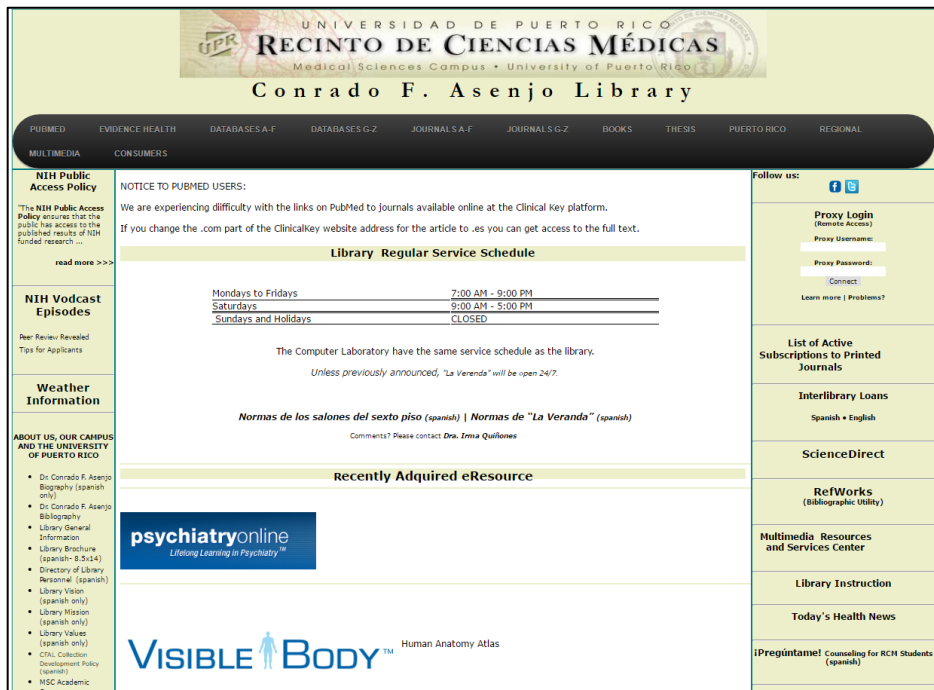 UNIVERSIDAD DE PUERTO RICO
UPR
RECINTO DE CIENCIAS MÉDICAS
Medical Sciences Campus • University of Puerto Rico
Conrado F. Asenjo Library
PUBMED EVIDENCE HEALTH DATABASES A-F DATABASES G-Z JOURNALS A-F JOURNALS G-Z BOOKS THESIS PUERTO RICO REGIONAL
MULTIMEDIA CONSUMERS
NIH Public
Access Policy
"The NIH Public Access
Policy ensures that the
public has access to the
published results of NIH
funded research ...
read more >>>
NIH Vodcast
Episodes
Peer Review Revealed
Tips for Applicants
Weather
Information
ABOUT US, OUR CAMPUS
AND THE UNIVERSITY
OF PUERTO RICO
Dr. Conrado F. Asenjo
Biography (spanish
only)
Dr. Conrado F. Asenjo
Bibliography
Library General
Information
Library Brochure
(spanish- 8.5x14)
Directory of Library
Personnel (spanish)
Library Vision
(spanish only)
Library Mission
(spanish only)
Library Values
(spanish only)
CFAL Collection
Development Policy
(spanish)
MSC Academic
NOTICE TO PUBMED USERS:
We are experiencing diifficulty with the links on PubMed to journals available online at the Clinical Key platform.
If you change the .com part of the ClinicalKey website address for the article to .es you can get access to the full text.
Library Regular Service Schedule
Mondays to Fridays 7:00 AM - 9:00 PM
Saturdays 9:00 AM - 5:00 PM
Sundays and Holidays CLOSED
The Computer Laboratory have the same service schedule as the library.
Unless previously announced, "La Verenda" will be open 24/7.
Normas de los salones del sexto piso (spanish) | Normas de "La Veranda" (spanish)
Comments? Please contact Dra. Irma Quiñones
Recently Adquired eResource
psychiatryonline
Lifelong Learning in Psychiatry™
VISIBLE BODY™ Human Anatomy Atlas
Follow us:
Proxy Login
(Remote Access)
Proxy Username:
Proxy Password:
Connect
Learn more | Problems?
List of Active
Subscriptions to Printed
Journals
Interlibrary Loans
Spanish • English
ScienceDirect
RefWorks
(Bibliographic Utility)
Multimedia Resources
and Services Center
Library Instruction
Today's Health News
¡Pregúntame! Counseling for RCM Students
(spanish)